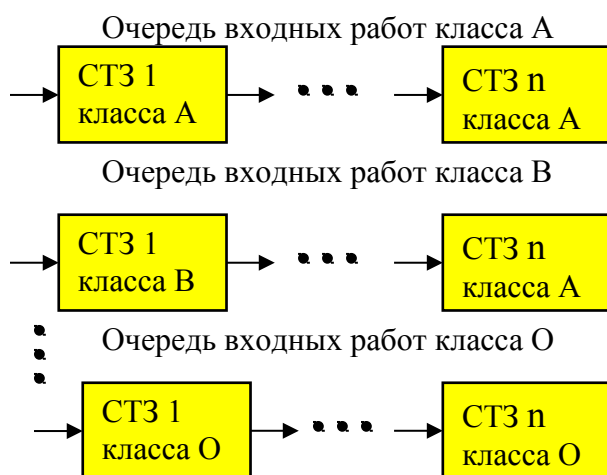 Очередь входных работ класса А
СТЗ 1
класса А
СТЗ n
класса А
Очередь входных работ класса В
СТЗ 1
класса В
СТЗ n
класса А
Очередь входных работ класса О
СТЗ 1
класса О
СТЗ n
класса О